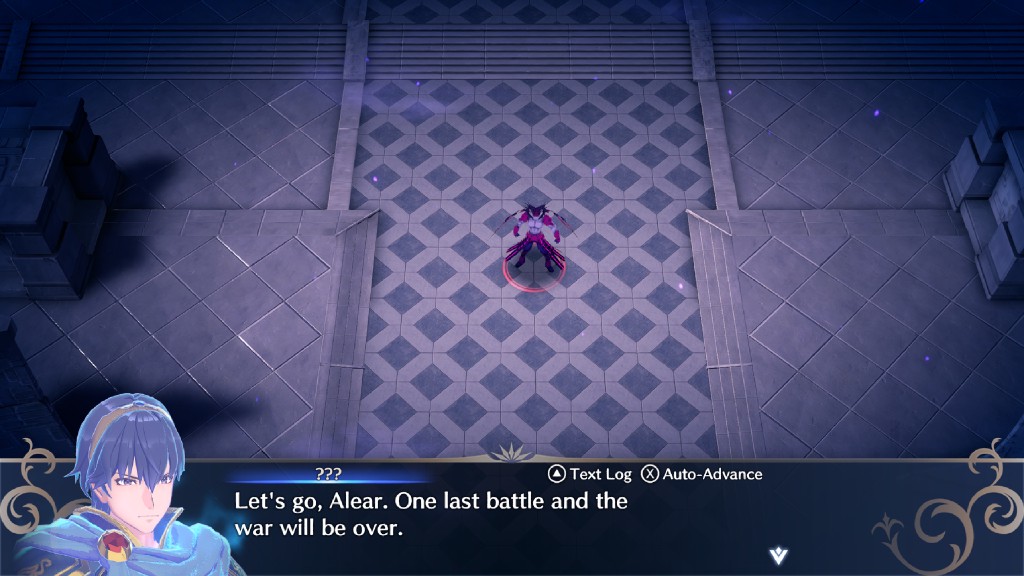 ???
Text Log
Auto-Advance
Let's go, Alear. One last battle and the
war will be over.